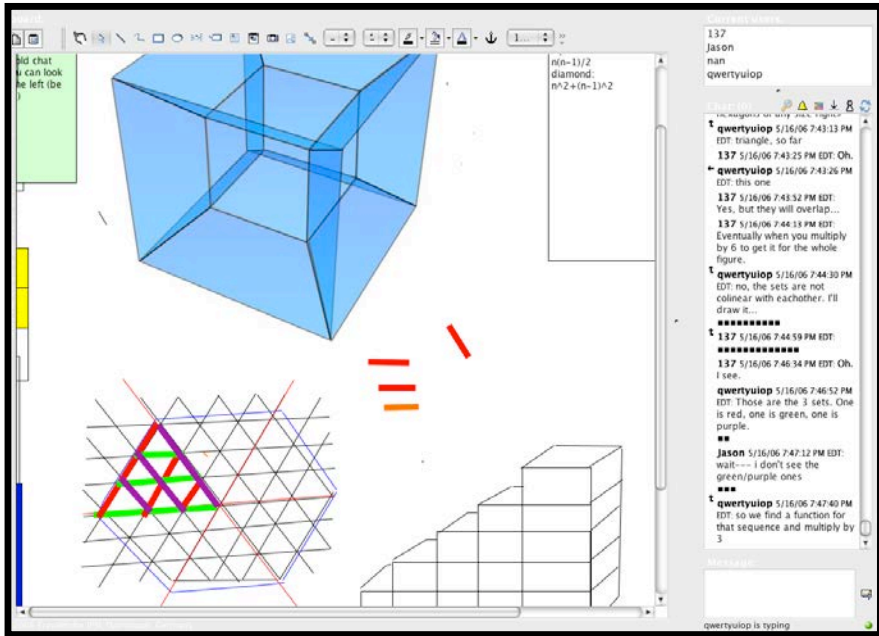 old chat
u can look
he left (be
n(n-1)/2
diamond:
n^2+(n-1)^2
Current users:
137
Jason
nan
qwertyuiop
qwertyuiop 5/16/06 7:43:13 PM
EDT: triangle, so far
137 5/16/06 7:43:25 PM EDT: Oh.
qwertyuiop 5/16/06 7:43:26 PM
EDT: this one
137 5/16/06 7:43:52 PM EDT:
Yes, but they will overlap...
137 5/16/06 7:44:13 PM EDT:
Eventually when you multiply
by 6 to get it for the whole
figure.
qwertyuiop 5/16/06 7:44:30 PM
EDT: no, the sets are not
colinear with eachother. I'll
draw it...
137 5/16/06 7:44:59 PM EDT:
137 5/16/06 7:46:34 PM EDT: Oh.
I see.
qwertyuiop 5/16/06 7:46:52 PM
EDT: Those are the 3 sets. One
is red, one is green, one is
purple.
Jason 5/16/06 7:47:12 PM EDT:
wait--- i don't see the
green/purple ones
qwertyuiop 5/16/06 7:47:40 PM
EDT: so we find a function for
that sequence and multiply by
3
Message:
qwertyuiop is typing